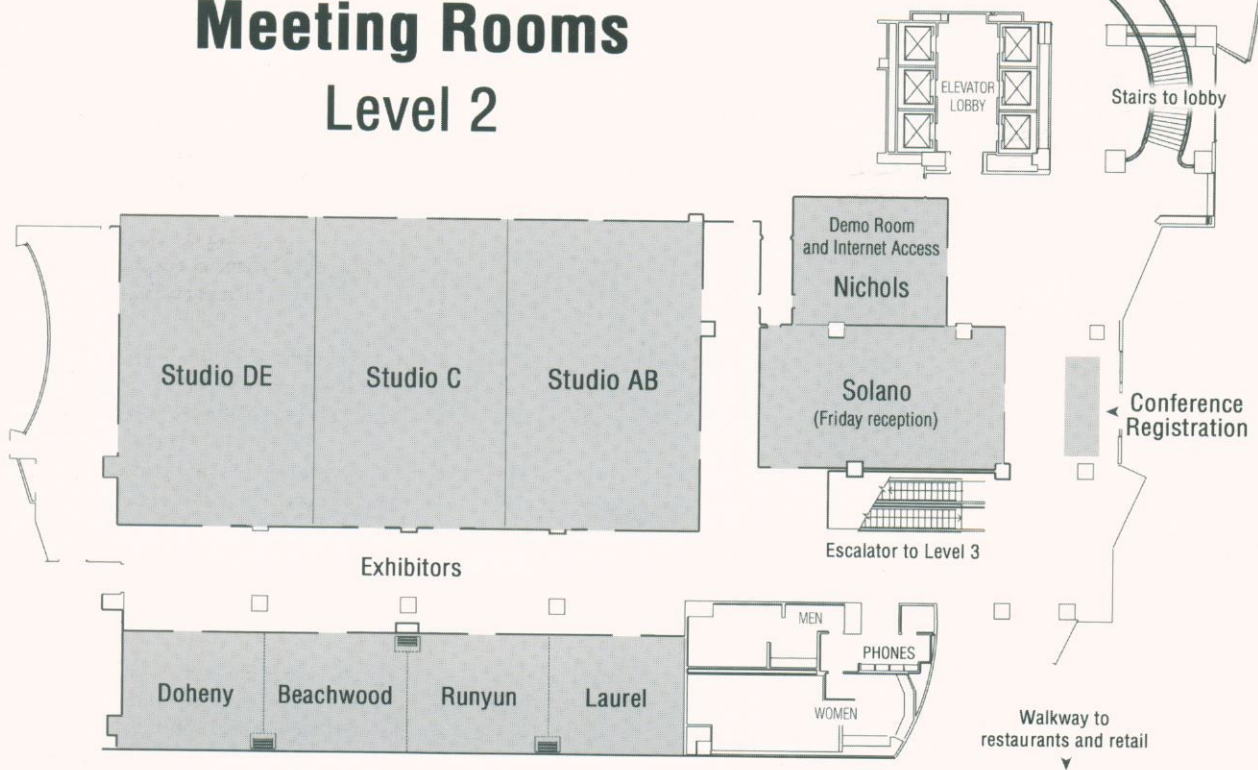 Meeting Rooms
Level 2
ELEVATOR
LOBBY
Stairs to lobby
Demo Room
and Internet Access
Nichols
Studio DE
Studio C
Studio AB
Solano
(Friday reception)
Conference
Registration
Escalator to Level 3
Exhibitors
MEN
PHONES
Doheny
Beachwood
Runyun
Laurel
WOMEN
Walkway to
restaurants and retail